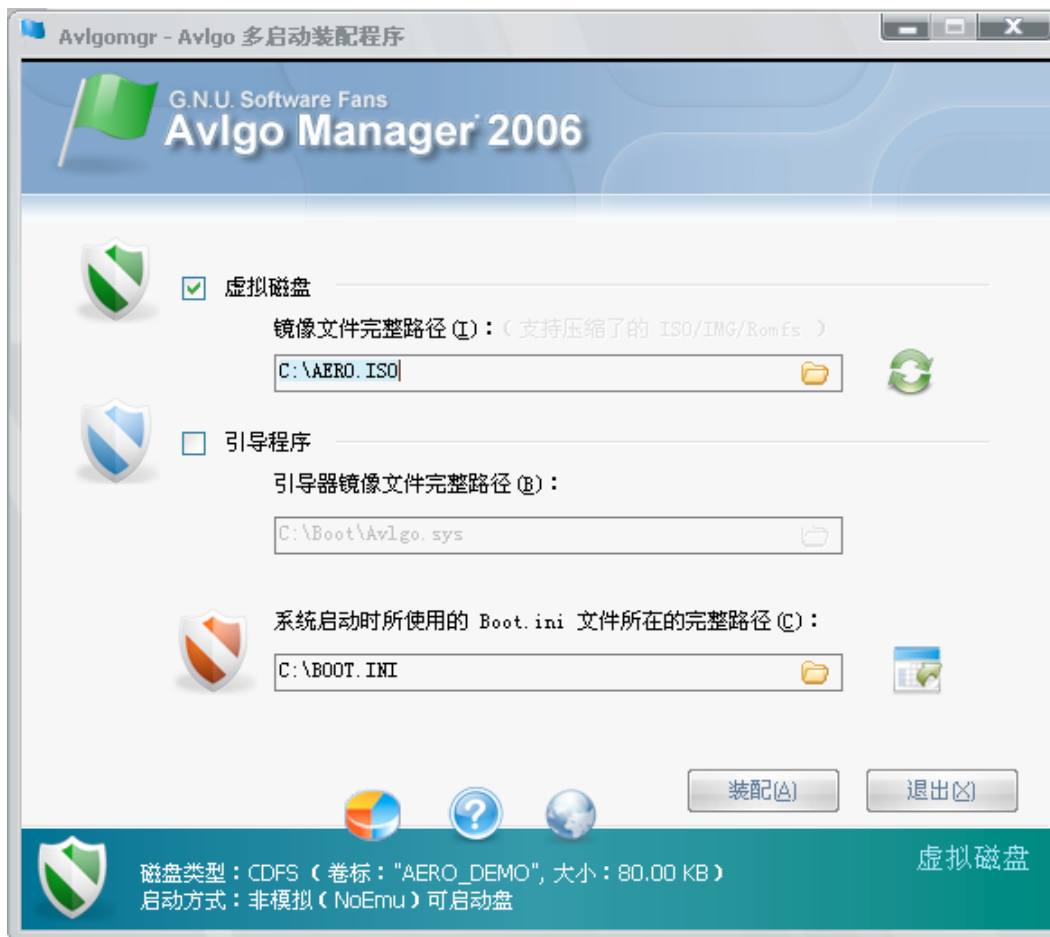 Avlgomgr - Avlgo 多启动装配程序
G.N.U. Software Fans
Avlgo Manager 2006
虚拟磁盘
镜像文件完整路径(I)：（支持压缩了的 ISO/IMG/Romfs ）
C:\AERO.ISO
引导程序
引导器镜像文件完整路径(B)：
C:\Boot\Avlgo.sys
系统启动时所使用的 Boot.ini 文件所在的完整路径(C)：
C:\BOOT.INI
装配(A)
退出(X)
磁盘类型：CDFS（卷标："AERO_DEMO", 大小：80.00 KB）
启动方式：非模拟（NoEmu）可启动盘
虚拟磁盘